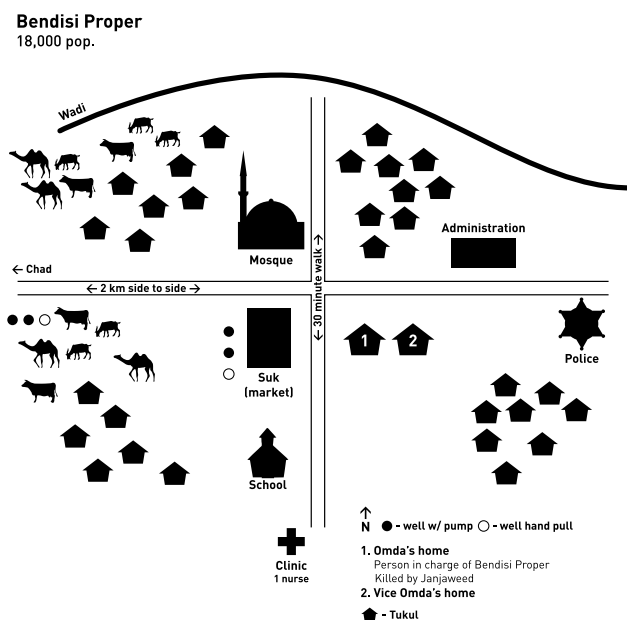 Bendisi Proper
18,000 pop.
Wadi
Administration
Mosque
← Chad
← 2 km side to side →
← 30 minute walk →
1
2
Police
Suk
(market)
School
Clinic
1 nurse
N
- well w/ pump
- well hand pull
1. Omda's home
Person in charge of Bendisi Proper
Killed by Janjaweed
2. Vice Omda's home
- Tukul